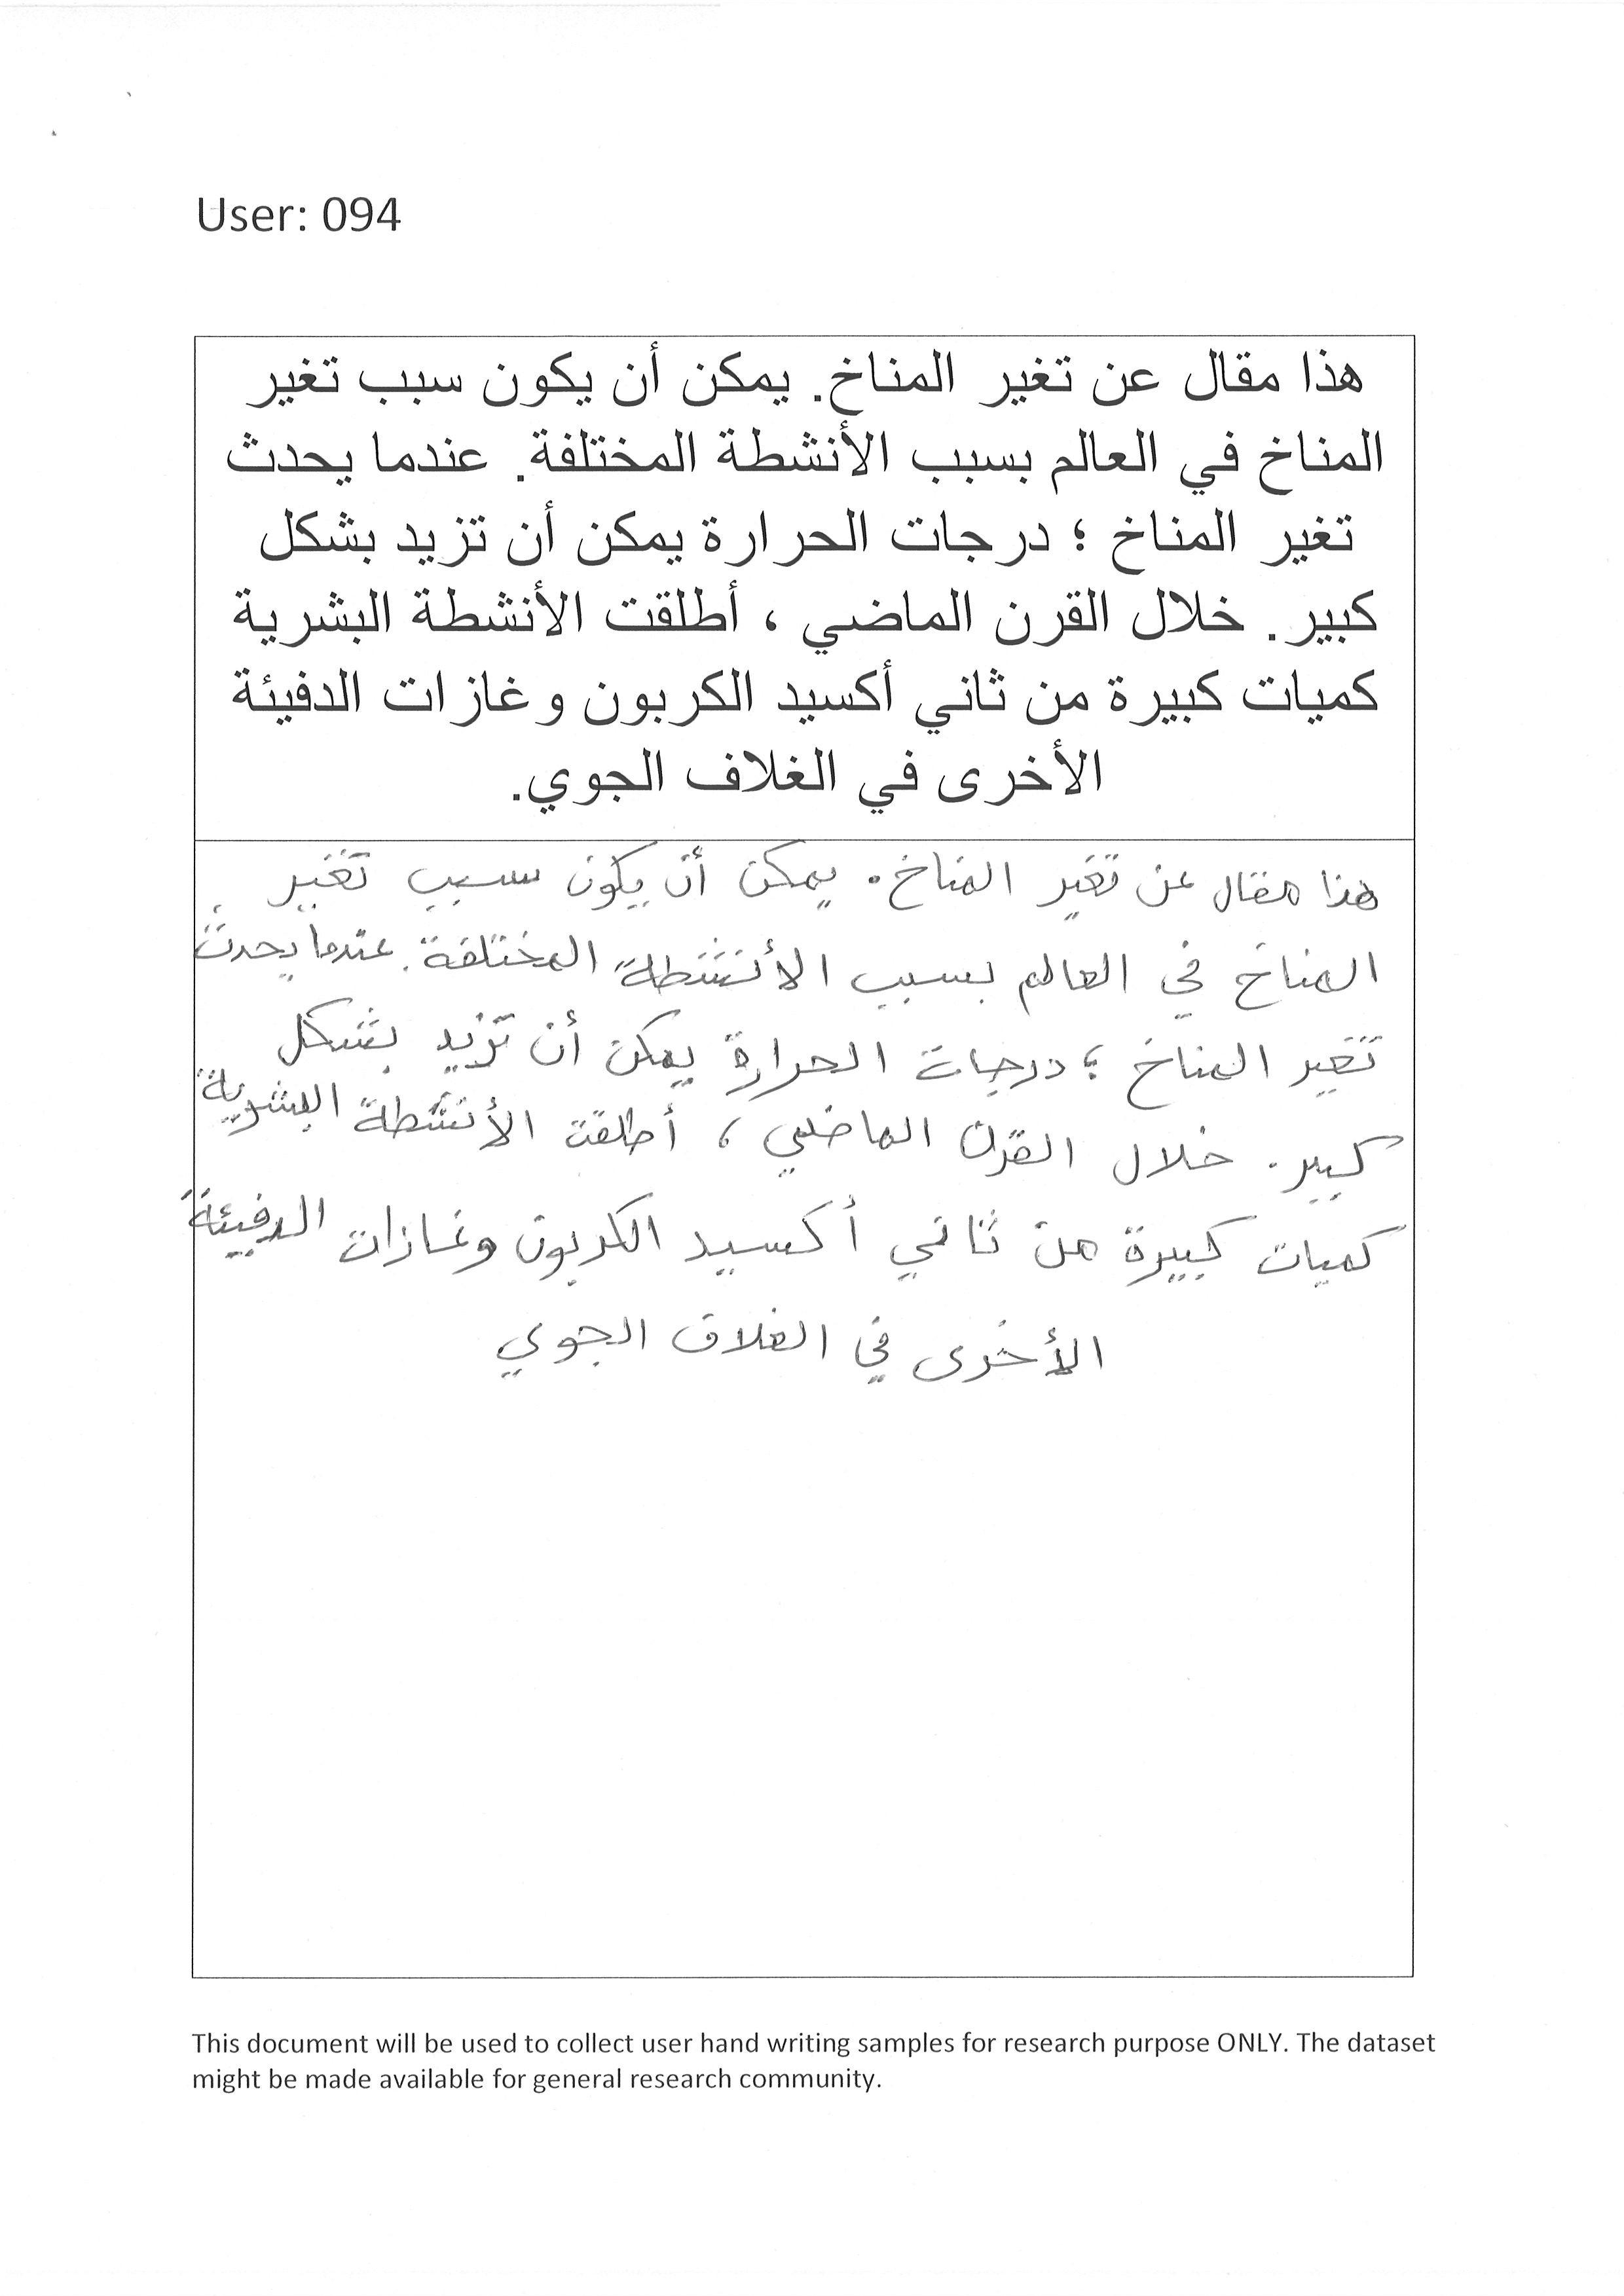 User: 094
هذا مقال عن تغير المناخ. يمكن أن يكون سبب تغير
المناخ في العالم بسبب الأنشطة المختلفة. عندما يحدث
تغير المناخ ؛ درجات الحرارة يمكن أن تزيد بشكل
كبير. خلال القرن الماضي ، أطلقت الأنشطة البشرية
كميات كبيرة من ثاني أكسيد الكربون وغازات الدفيئة
الأخرى في الغلاف الجوي.
هذا مقال عن تغير المناخ. يمكن أن يكون سبب تغير
المناخ في العالم بسبب الأنشطة المختلفة. عندما يحدث
تغير المناخ ؛ درجات الحرارة يمكن أن تزيد بشكل
كبير. خلال القرن الماضي ، أطلقت الأنشطة البشرية
كميات كبيرة من ثاني أكسيد الكربون وغازات الدفيئة
الأخرى في الغلاف الجوي
This document will be used to collect user hand writing samples for research purpose ONLY. The dataset
might be made available for general research community.